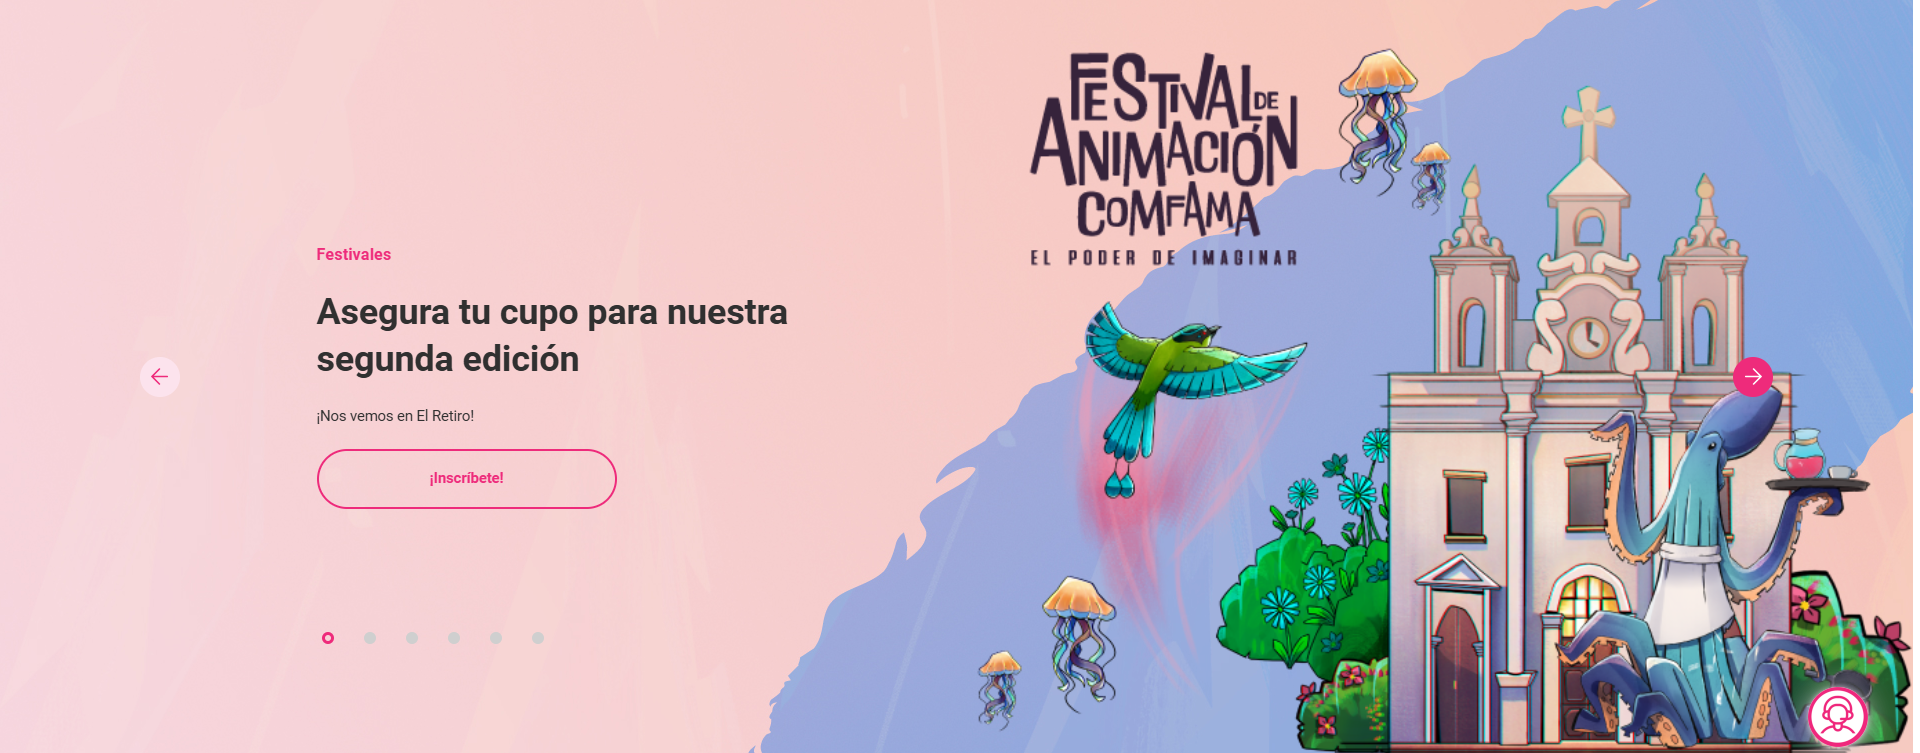 FESTIVAL DE
ANIMACIÓN
COMFAMA
EL PODER DE IMAGINAR
Festivales
Asegura tu cupo para nuestra
segunda edición
¡Nos vemos en El Retiro!
¡Inscríbete!